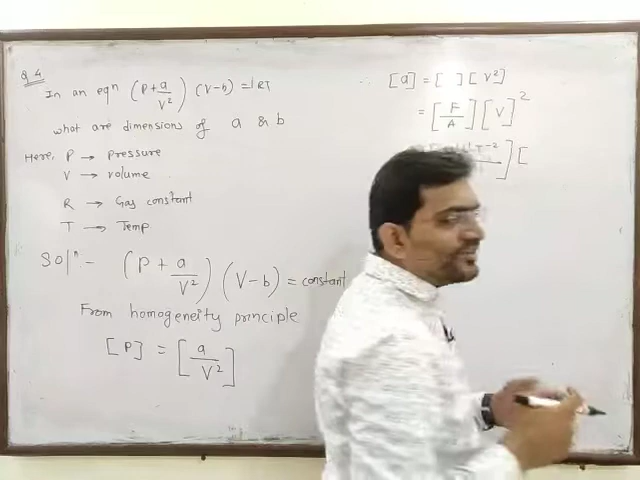 Q.4
In an eqn (P+a/V²) (V-b) = RT
what are dimensions of a & b
Here, P → pressure
V → volume
R → Gas constant
T → Temp
Solⁿ:- (P + a/V²) (V-b) = constant
From homogeneity principle
[P] = [a/V²]
∴ [a] = [ ] [V²]
= [F/A] [V]²